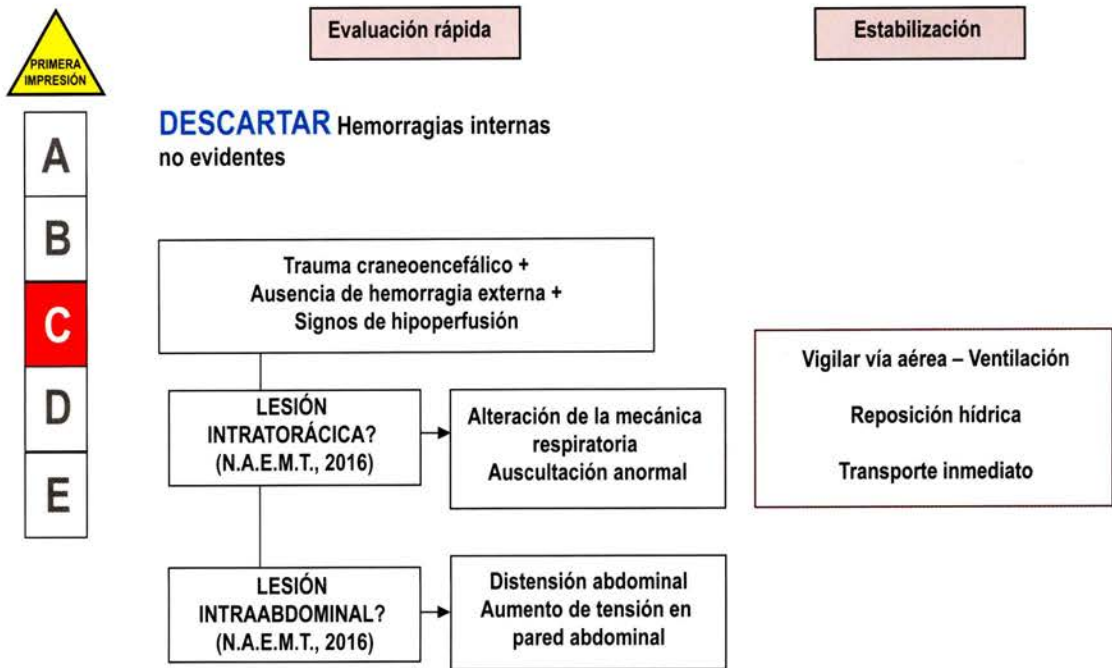 PRIMERA
IMPRESIÓN
Evaluación rápida
Estabilización
A
B
C
D
E
DESCARTAR Hemorragias internas
no evidentes
Trauma craneoencefálico +
Ausencia de hemorragia externa +
Signos de hipoperfusión
LESIÓN
INTRATORÁCICA?
(N.A.E.M.T., 2016)
Alteración de la mecánica
respiratoria
Auscultación anormal
LESIÓN
INTRAABDOMINAL?
(N.A.E.M.T., 2016)
Distensión abdominal
Aumento de tensión en
pared abdominal
Vigilar vía aérea – Ventilación
Reposición hídrica
Transporte inmediato